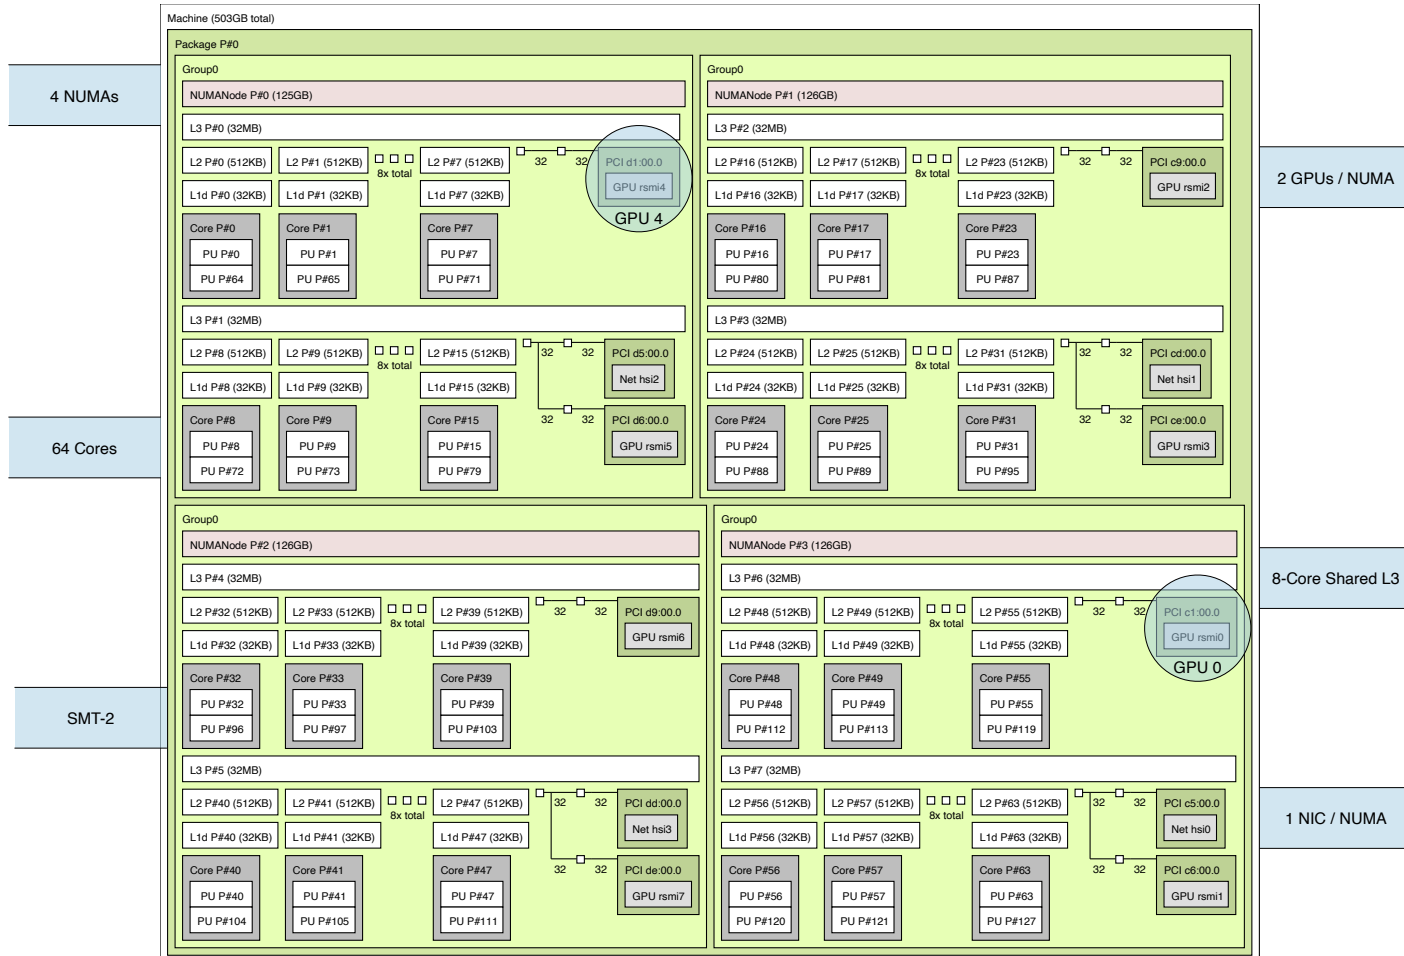 Machine (503GB total)
Package P#0
4 NUMAs
64 Cores
SMT-2
2 GPUs / NUMA
8-Core Shared L3
1 NIC / NUMA
Group0
NUMANode P#0 (125GB)
L3 P#0 (32MB)
L2 P#0 (512KB) L2 P#1 (512KB) 8x total L2 P#7 (512KB) 32 32 PCI d1:00.0
L1d P#0 (32KB) L1d P#1 (32KB) L1d P#7 (32KB) GPU rsmi4
GPU 4
Core P#0 Core P#1 Core P#7
PU P#0 PU P#1 PU P#7
PU P#64 PU P#65 PU P#71
L3 P#1 (32MB)
L2 P#8 (512KB) L2 P#9 (512KB) 8x total L2 P#15 (512KB) 32 32 PCI d5:00.0
L1d P#8 (32KB) L1d P#9 (32KB) L1d P#15 (32KB) Net hsi2
Core P#8 Core P#9 Core P#15 32 32 PCI d6:00.0
PU P#8 PU P#9 PU P#15 GPU rsmi5
PU P#72 PU P#73 PU P#79
Group0
NUMANode P#1 (126GB)
L3 P#2 (32MB)
L2 P#16 (512KB) L2 P#17 (512KB) 8x total L2 P#23 (512KB) 32 32 PCI c9:00.0
L1d P#16 (32KB) L1d P#17 (32KB) L1d P#23 (32KB) GPU rsmi2
Core P#16 Core P#17 Core P#23
PU P#16 PU P#17 PU P#23
PU P#80 PU P#81 PU P#87
L3 P#3 (32MB)
L2 P#24 (512KB) L2 P#25 (512KB) 8x total L2 P#31 (512KB) 32 32 PCI cd:00.0
L1d P#24 (32KB) L1d P#25 (32KB) L1d P#31 (32KB) Net hsi1
Core P#24 Core P#25 Core P#31 32 32 PCI ce:00.0
PU P#24 PU P#25 PU P#31 GPU rsmi3
PU P#88 PU P#89 PU P#95
Group0
NUMANode P#2 (126GB)
L3 P#4 (32MB)
L2 P#32 (512KB) L2 P#33 (512KB) 8x total L2 P#39 (512KB) 32 32 PCI d9:00.0
L1d P#32 (32KB) L1d P#33 (32KB) L1d P#39 (32KB) GPU rsmi6
Core P#32 Core P#33 Core P#39
PU P#32 PU P#33 PU P#39
PU P#96 PU P#97 PU P#103
L3 P#5 (32MB)
L2 P#40 (512KB) L2 P#41 (512KB) 8x total L2 P#47 (512KB) 32 32 PCI dd:00.0
L1d P#40 (32KB) L1d P#41 (32KB) L1d P#47 (32KB) Net hsi3
Core P#40 Core P#41 Core P#47 32 32 PCI de:00.0
PU P#40 PU P#41 PU P#47 GPU rsmi7
PU P#104 PU P#105 PU P#111
Group0
NUMANode P#3 (126GB)
L3 P#6 (32MB)
L2 P#48 (512KB) L2 P#49 (512KB) 8x total L2 P#55 (512KB) 32 32 PCI c1:00.0
L1d P#48 (32KB) L1d P#49 (32KB) L1d P#55 (32KB) GPU rsmi0
GPU 0
Core P#48 Core P#49 Core P#55
PU P#48 PU P#49 PU P#55
PU P#112 PU P#113 PU P#119
L3 P#7 (32MB)
L2 P#56 (512KB) L2 P#57 (512KB) 8x total L2 P#63 (512KB) 32 32 PCI c5:00.0
L1d P#56 (32KB) L1d P#57 (32KB) L1d P#63 (32KB) Net hsi0
Core P#56 Core P#57 Core P#63 32 32 PCI c6:00.0
PU P#56 PU P#57 PU P#63 GPU rsmi1
PU P#120 PU P#121 PU P#127